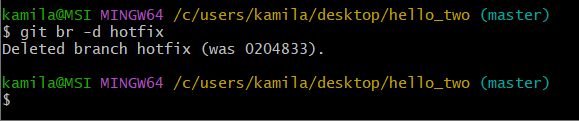 kamila@MSI MINGW64 /c/users/kamila/desktop/hello_two (master)
$ git br -d hotfix
Deleted branch hotfix (was 0204833).
kamila@MSI MINGW64 /c/users/kamila/desktop/hello_two (master)
$